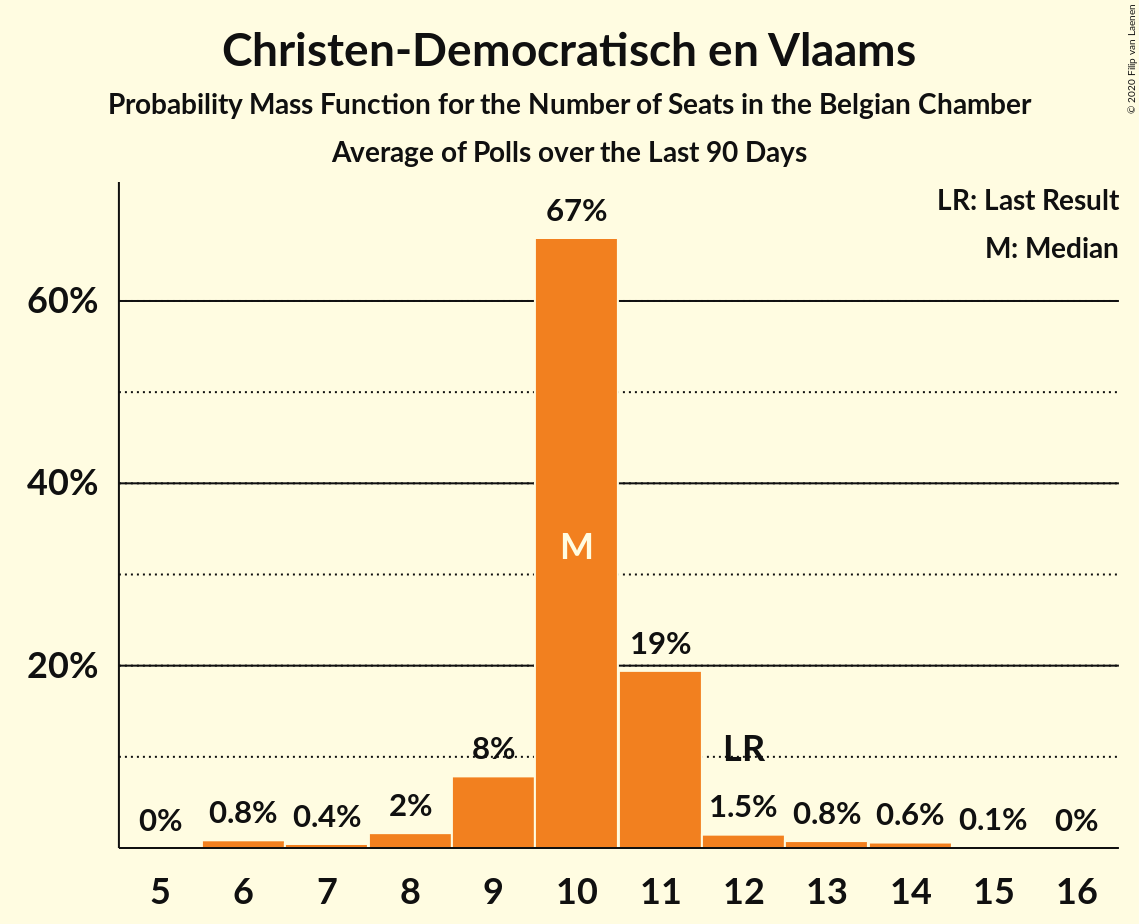 Christen-Democratisch en Vlaams
Probability Mass Function for the Number of Seats in the Belgian Chamber
Average of Polls over the Last 90 Days
© 2020 Filip van Laenen
LR: Last Result
M: Median
60%
40%
20%
0%
0.8%
0.4%
2%
8%
67%
M
19%
LR
1.5%
0.8%
0.6%
0.1%
0%
5 6 7 8 9 10 11 12 13 14 15 16